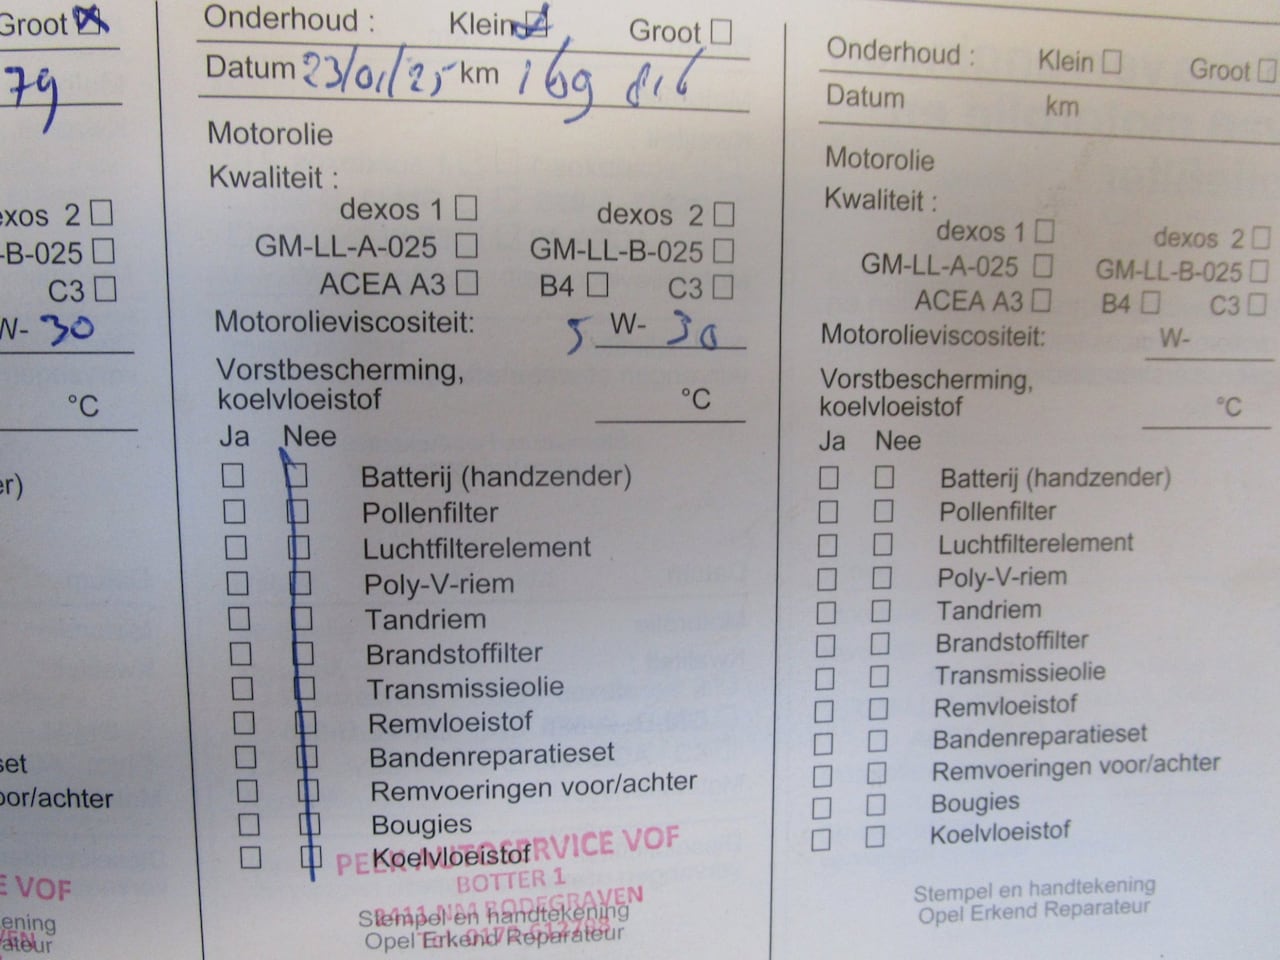 Groot
79
exos 2
-B-025
C3
W- 30
°C
er)
set
oor/achter
E VOF
ening
ateur
Onderhoud : Klein Groot
Datum 23/01/25 km 169 816
Motorolie
Kwaliteit :
dexos 1 dexos 2
GM-LL-A-025 GM-LL-B-025
ACEA A3 B4 C3
Motorolieviscositeit: 5 W- 30
Vorstbescherming,
koelvloeistof °C
Ja Nee
Batterij (handzender)
Pollenfilter
Luchtfilterelement
Poly-V-riem
Tandriem
Brandstoffilter
Transmissieolie
Remvloeistof
Bandenreparatieset
Remvoeringen voor/achter
Bougies
Koelvloeistof
PEEK AUTOSERVICE VOF
BOTTER 1
2411 NM BODEGRAVEN
Stempel en handtekening
Opel Erkend Reparateur
Onderhoud : Klein Groot
Datum km
Motorolie
Kwaliteit :
dexos 1 dexos 2
GM-LL-A-025 GM-LL-B-025
ACEA A3 B4 C3
Motorolieviscositeit: W-
Vorstbescherming,
koelvloeistof °C
Ja Nee
Batterij (handzender)
Pollenfilter
Luchtfilterelement
Poly-V-riem
Tandriem
Brandstoffilter
Transmissieolie
Remvloeistof
Bandenreparatieset
Remvoeringen voor/achter
Bougies
Koelvloeistof
Stempel en handtekening
Opel Erkend Reparateur